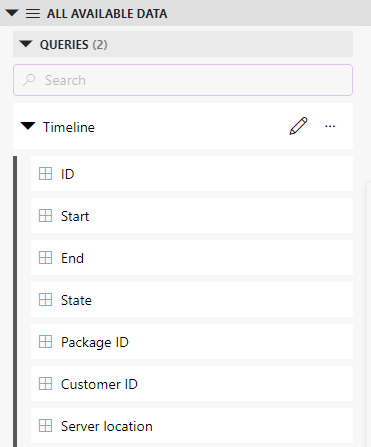 ALL AVAILABLE DATA
QUERIES (2)
Search
Timeline
ID
Start
End
State
Package ID
Customer ID
Server location